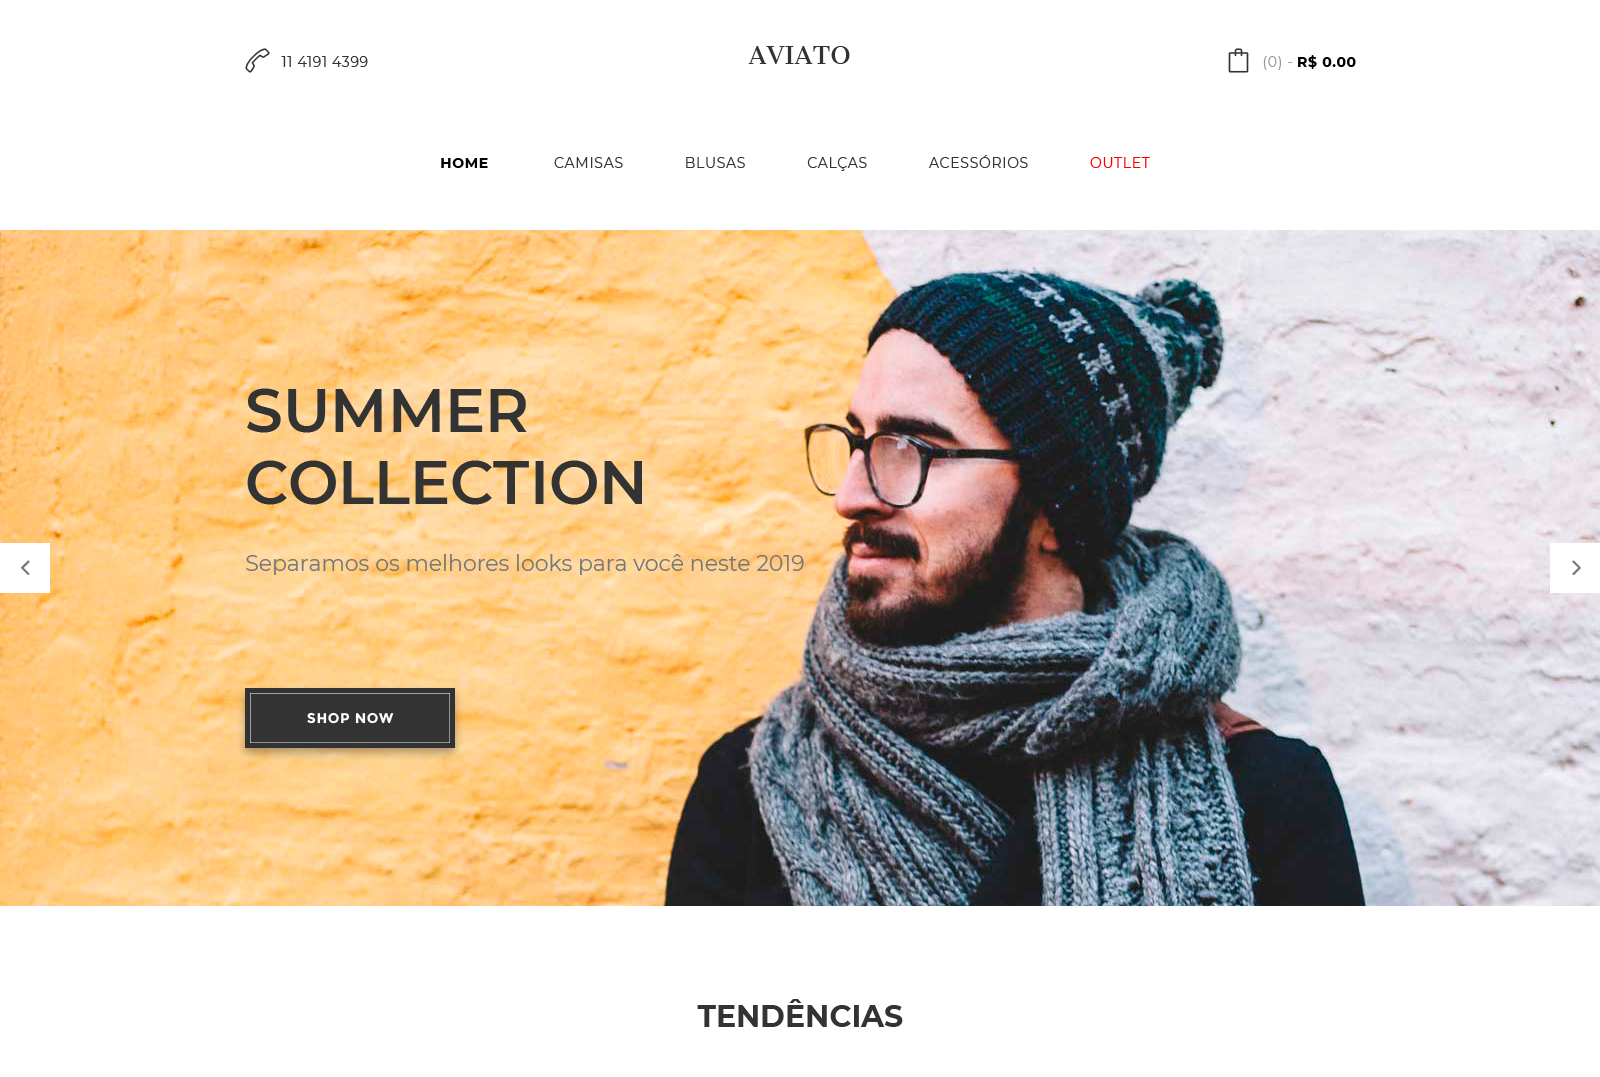 11 4191 4399
AVIATO
(0) - R$ 0.00
HOME CAMISAS BLUSAS CALÇAS ACESSÓRIOS OUTLET
SUMMER
COLLECTION
Separamos os melhores looks para você neste 2019
SHOP NOW
TENDÊNCIAS